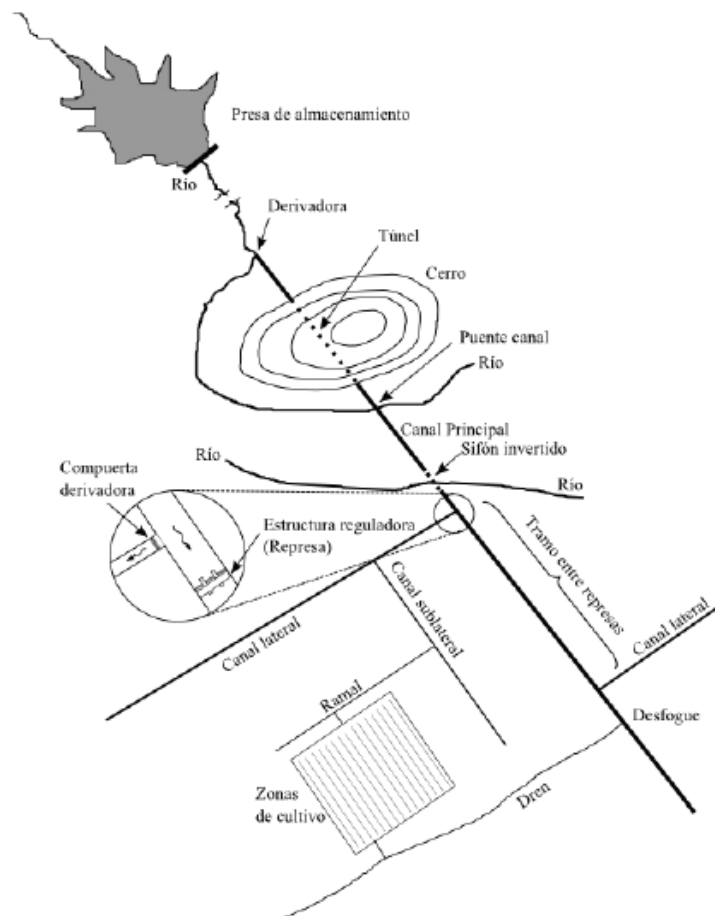 Presa de almacenamiento
Río
Derivadora
Túnel
Cerro
Puente canal
Río
Canal Principal
Sifón invertido
Río
Río
Compuerta
derivadora
Estructura reguladora
(Represa)
Tramo entre represas
Canal lateral
Canal sublateral
Canal lateral
Ramal
Desfogue
Zonas
de cultivo
Dren